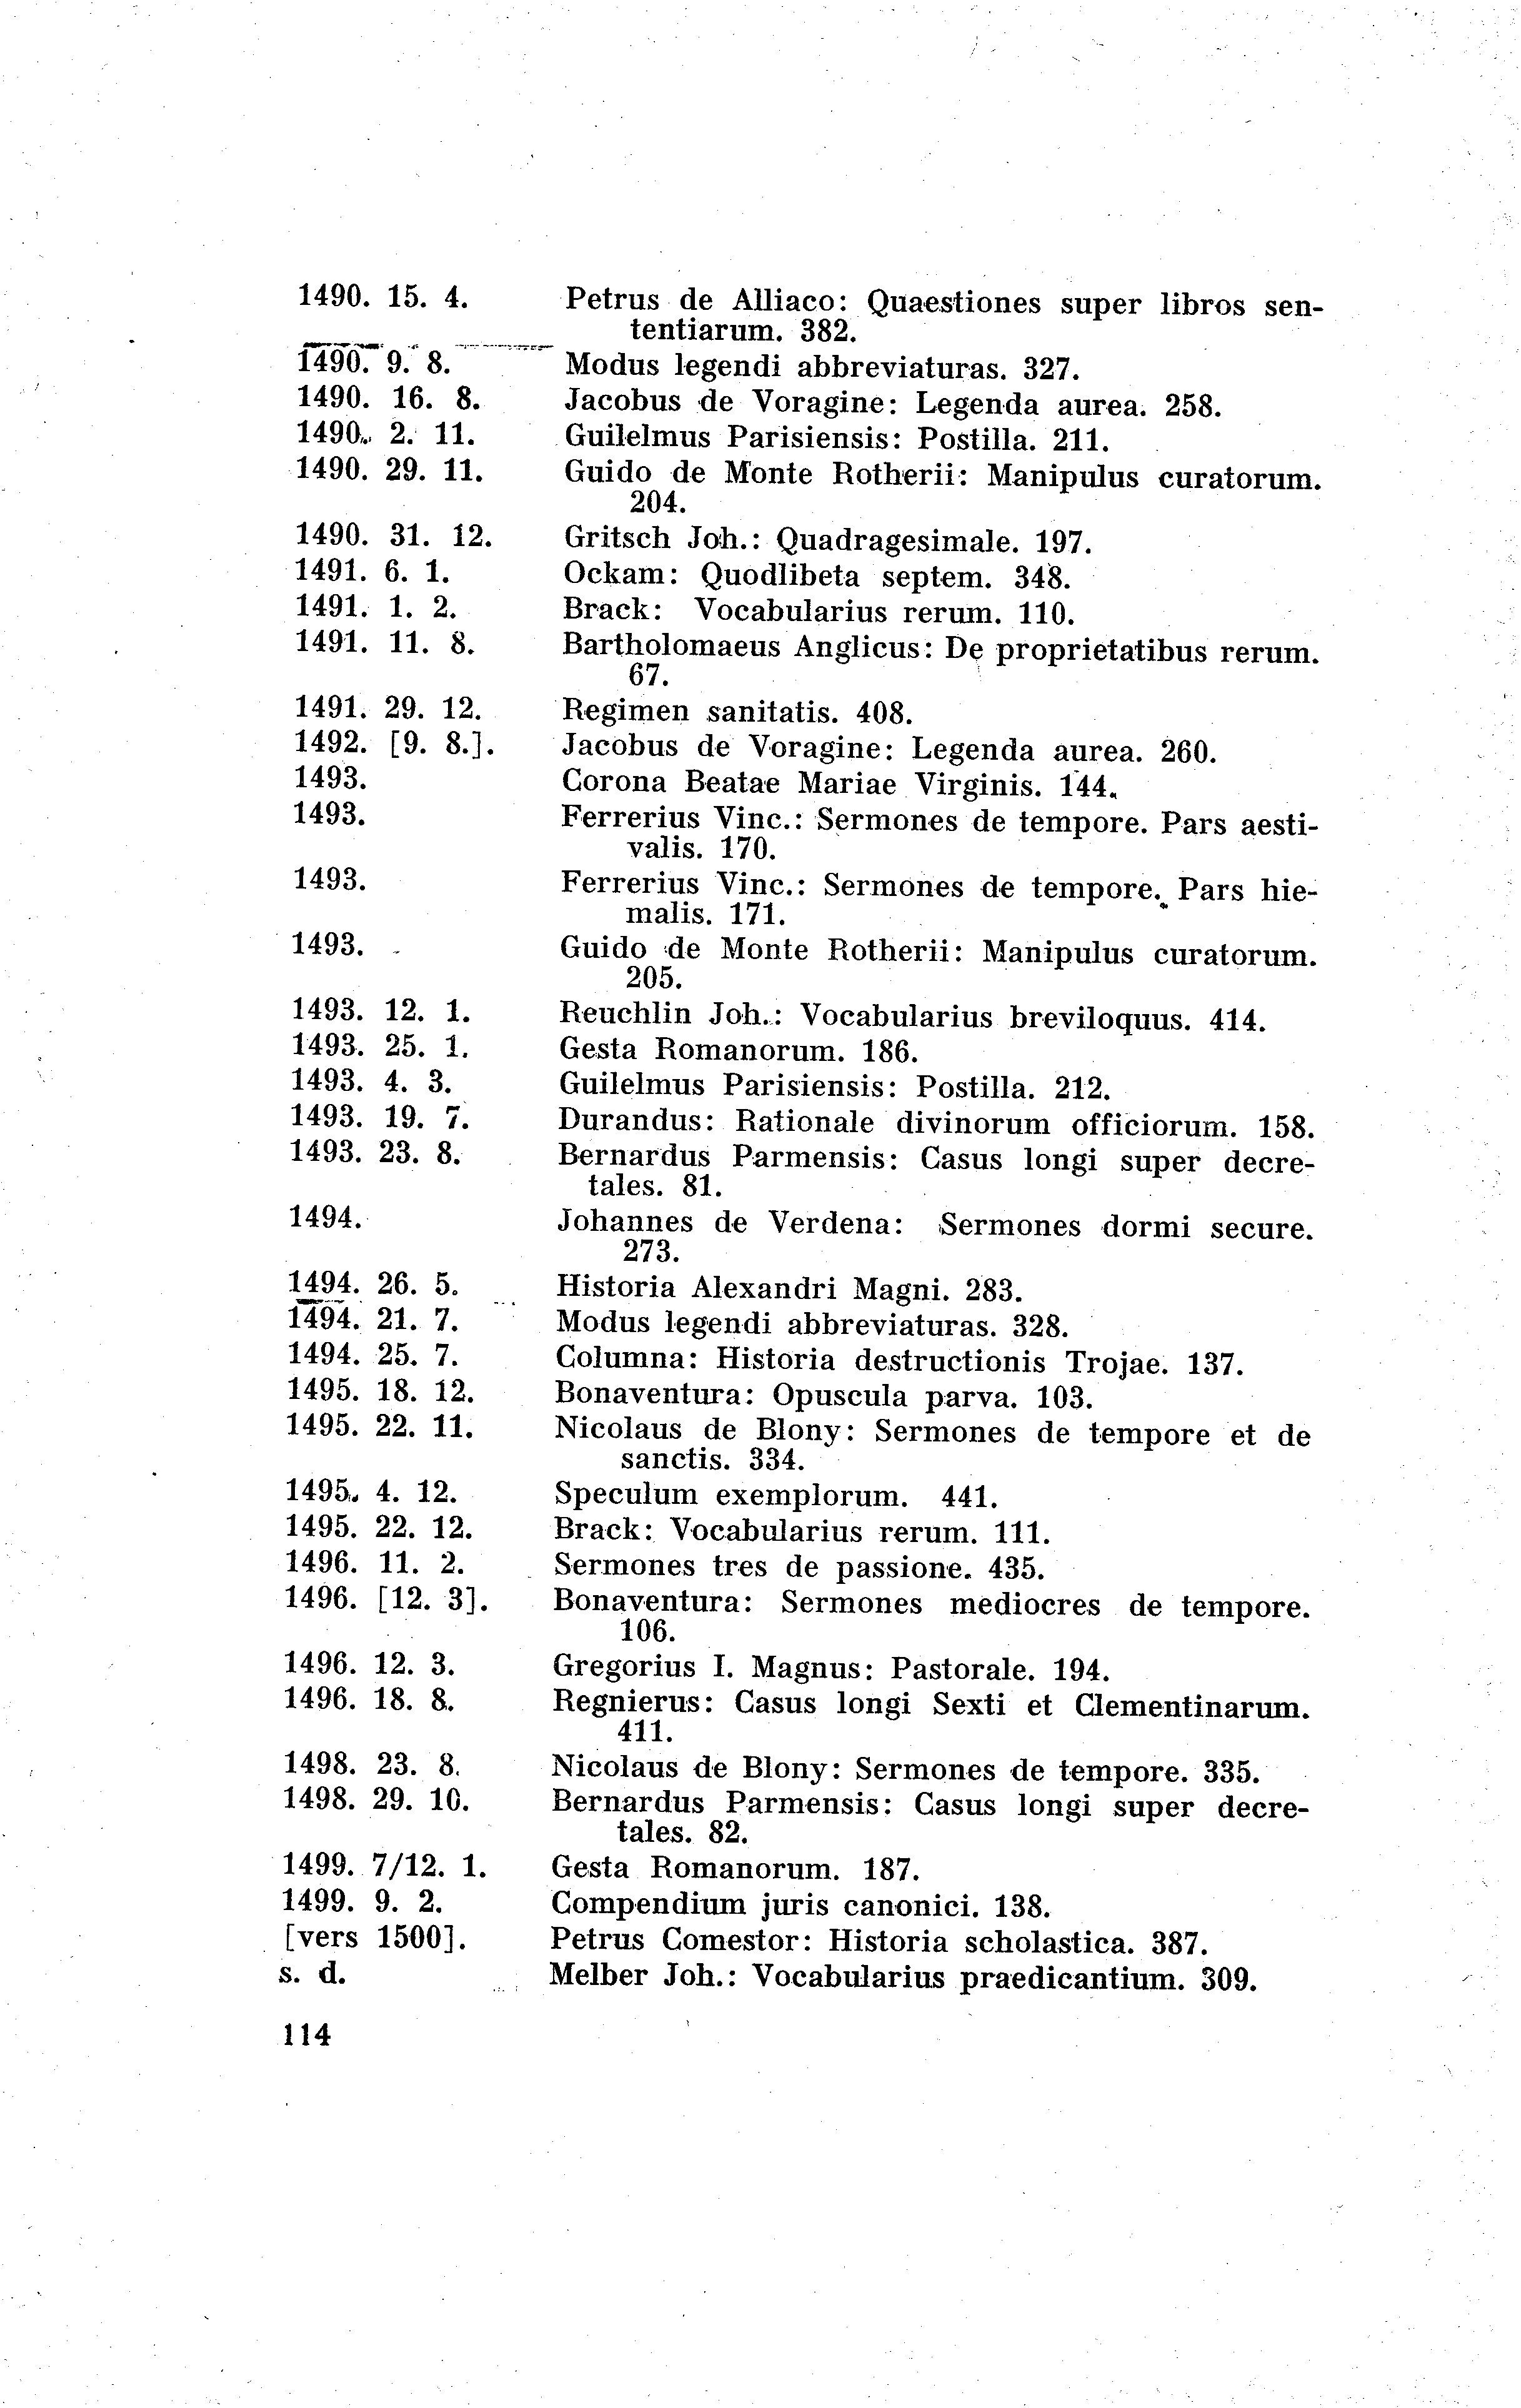 1490. 15. 4. Petrus de Alliaco: Quaestiones super libros sen-
tentiarum. 382.
1490. 9. 8. Modus legendi abbreviaturas. 327.
1490. 16. 8. Jacobus de Voragine: Legenda aurea. 258.
1490. 2. 11. Guilelmus Parisiensis: Postilla. 211.
1490. 29. 11. Guido de Monte Rotherii: Manipulus curatorum.
204.
1490. 31. 12. Gritsch Joh.: Quadragesimale. 197.
1491. 6. 1. Ockam: Quodlibeta septem. 348.
1491. 1. 2. Brack: Vocabularius rerum. 110.
1491. 11. 8. Bartholomaeus Anglicus: De proprietatibus rerum.
67.
1491. 29. 12. Regimen sanitatis. 408.
1492. [9. 8.]. Jacobus de Voragine: Legenda aurea. 260.
1493. Corona Beatae Mariae Virginis. 144.
1493. Ferrerius Vinc.: Sermones de tempore. Pars aesti-
valis. 170.
1493. Ferrerius Vinc.: Sermones de tempore. Pars hie-
malis. 171.
1493. Guido de Monte Rotherii: Manipulus curatorum.
205.
1493. 12. 1. Reuchlin Joh.: Vocabularius breviloquus. 414.
1493. 25. 1. Gesta Romanorum. 186.
1493. 4. 3. Guilelmus Parisiensis: Postilla. 212.
1493. 19. 7. Durandus: Rationale divinorum officiorum. 158.
1493. 23. 8. Bernardus Parmensis: Casus longi super decre-
tales. 81.
1494. Johannes de Verdena: Sermones dormi secure.
273.
1494. 26. 5. Historia Alexandri Magni. 283.
1494. 21. 7. Modus legendi abbreviaturas. 328.
1494. 25. 7. Columna: Historia destructionis Trojae. 137.
1495. 18. 12. Bonaventura: Opuscula parva. 103.
1495. 22. 11. Nicolaus de Blony: Sermones de tempore et de
sanctis. 334.
1495. 4. 12. Speculum exemplorum. 441.
1495. 22. 12. Brack: Vocabularius rerum. 111.
1496. 11. 2. Sermones tres de passione. 435.
1496. [12. 3]. Bonaventura: Sermones mediocres de tempore.
106.
1496. 12. 3. Gregorius I. Magnus: Pastorale. 194.
1496. 18. 8. Regnierus: Casus longi Sexti et Clementinarum.
411.
1498. 23. 8. Nicolaus de Blony: Sermones de tempore. 335.
1498. 29. 10. Bernardus Parmensis: Casus longi super decre-
tales. 82.
1499. 7/12. 1. Gesta Romanorum. 187.
1499. 9. 2. Compendium juris canonici. 138.
[vers 1500]. Petrus Comestor: Historia scholastica. 387.
s. d. Melber Joh.: Vocabularius praedicantium. 309.
114